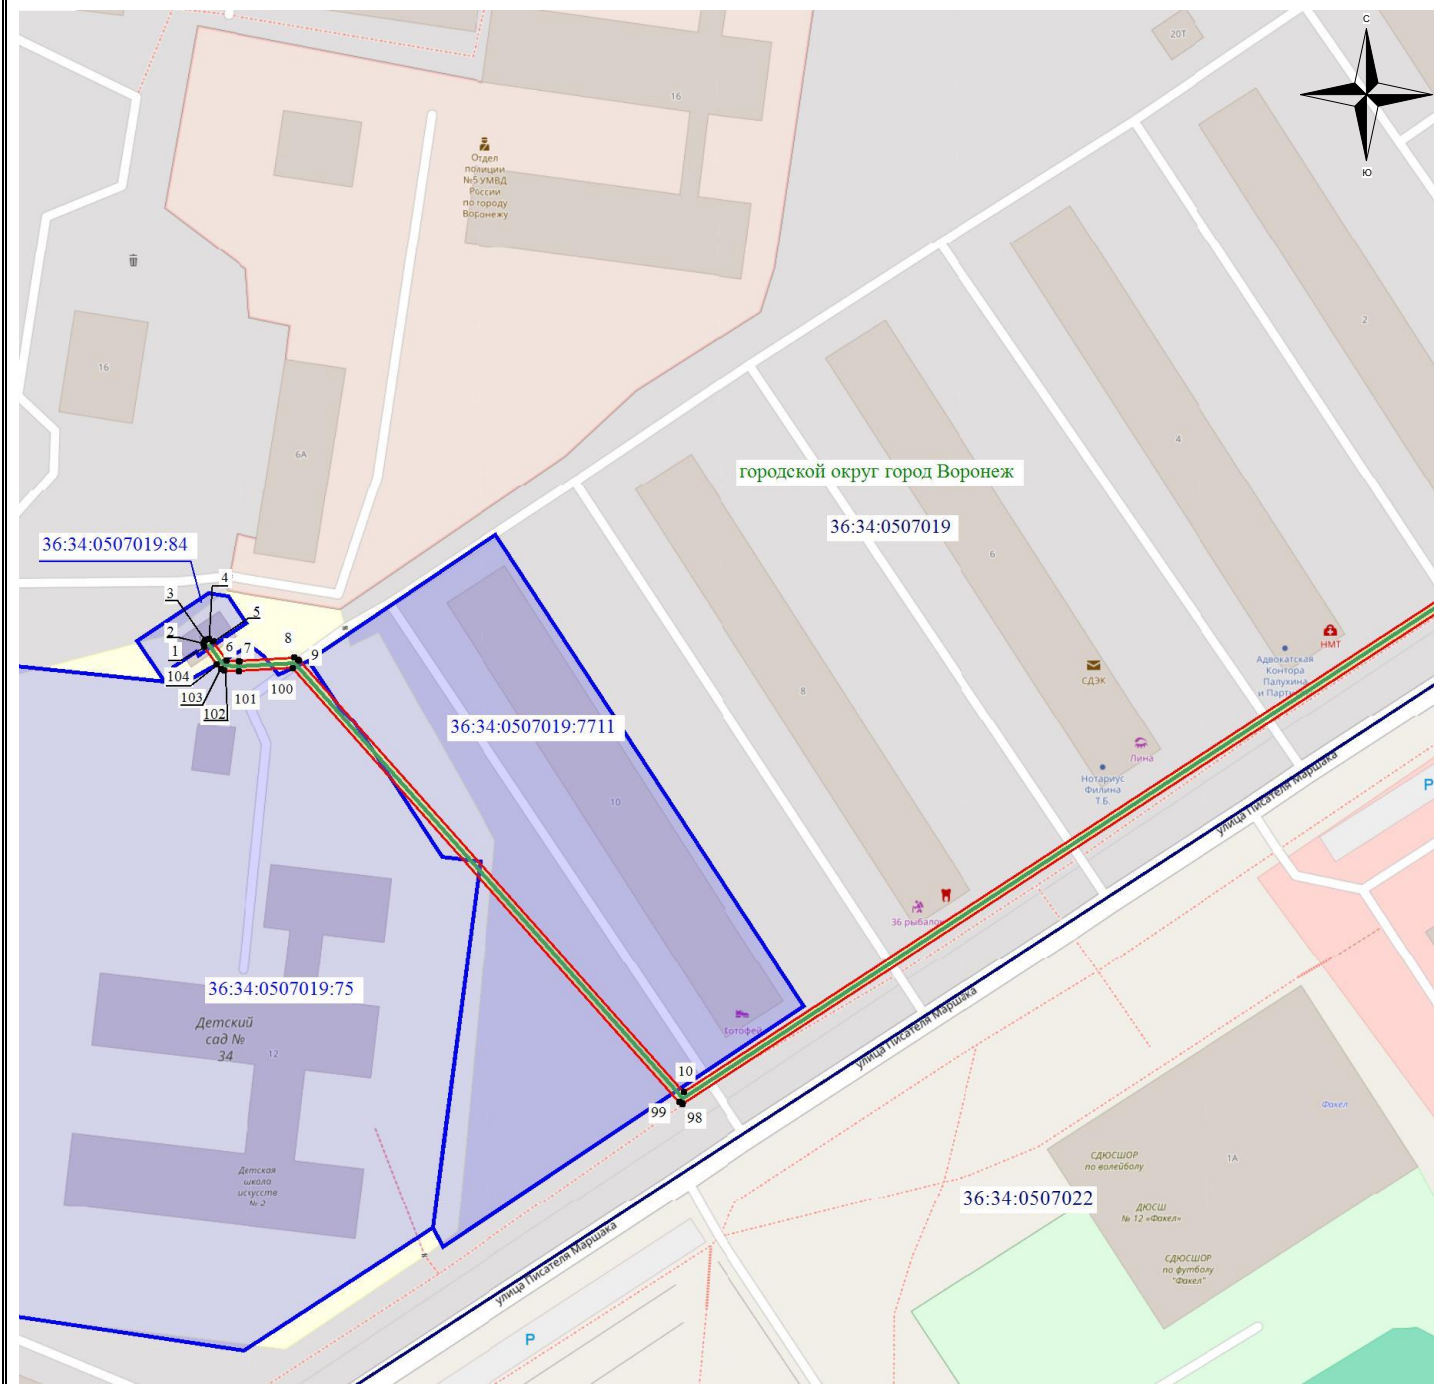 С
Ю
20Т
16
Отдел
полиции
№5 УМВД
России
по городу
Воронежу
16
6А
2
4
городской округ город Воронеж
36:34:0507019
6
8
36:34:0507019:84
3
4
5
2
1
6
7
8
9
104
103
102
101
100
36:34:0507019:7711
10
НМТ
Адвокатская
Контора
Палухина
СДЭК
Лина
Нотариус
Филина
Т.Б.
P
улица Писателя Маршака
36:34:0507019:75
Детский
сад №
34
12
Детская
школа
искусств
№ 2
Котофей
10
99
98
улица Писателя Маршака
улица Писателя Маршака
36:34:0507022
Факел
СДЮСШОР
по волейболу
1А
ДЮСШ
№ 12 «Факел»
СДЮСШОР
по футболу
"Факел"
P